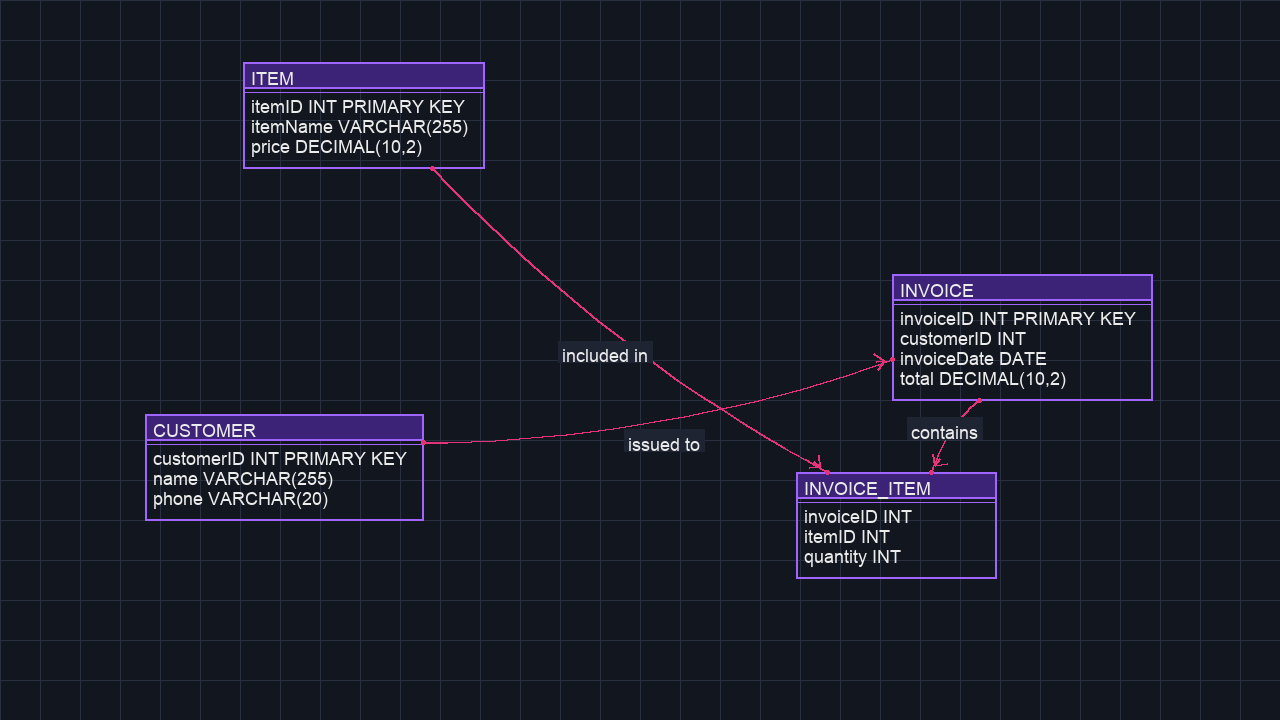 ITEM
itemID INT PRIMARY KEY
itemName VARCHAR(255)
price DECIMAL(10,2)
INVOICE
invoiceID INT PRIMARY KEY
customerID INT
invoiceDate DATE
total DECIMAL(10,2)
included in
CUSTOMER
customerID INT PRIMARY KEY
name VARCHAR(255)
phone VARCHAR(20)
issued to
contains
INVOICE_ITEM
invoiceID INT
itemID INT
quantity INT